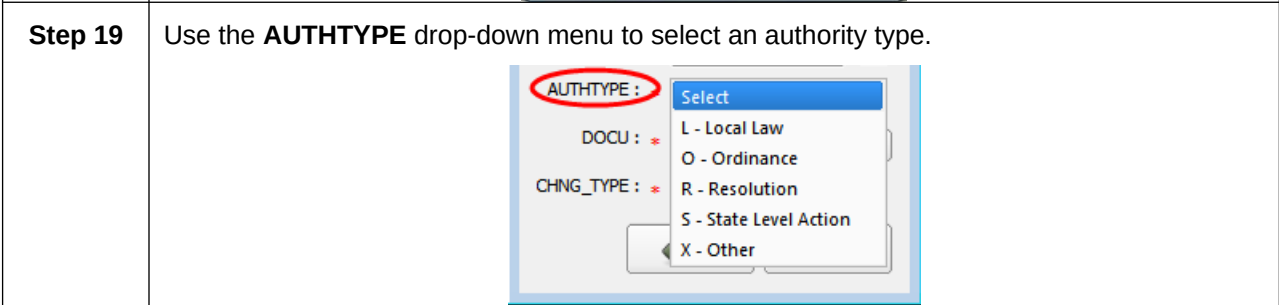 Step 19 Use the AUTHTYPE drop-down menu to select an authority type.
AUTHTYPE : Select
L - Local Law
DOCU : *
O - Ordinance
CHNG_TYPE : * R - Resolution
S - State Level Action
X - Other